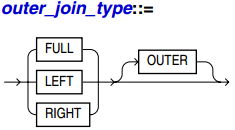 outer_join_type::=
FULL
LEFT
OUTER
RIGHT